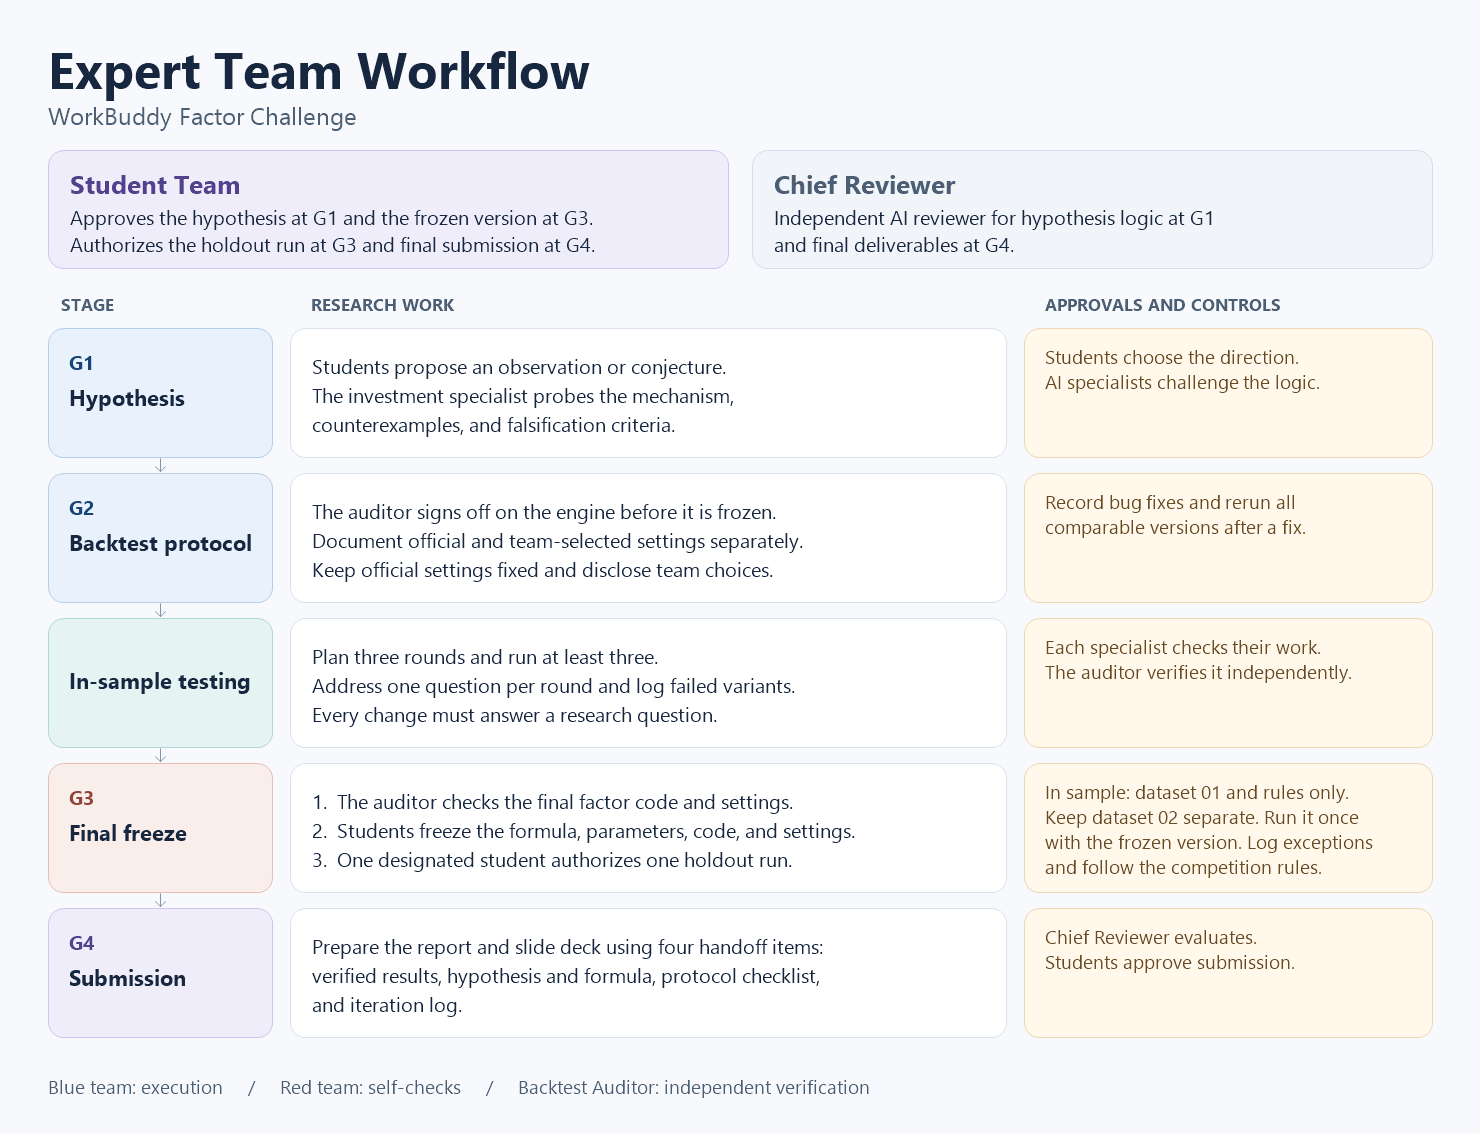 Expert Team Workflow
WorkBuddy Factor Challenge
Student Team
Approves the hypothesis at G1 and the frozen version at G3.
Authorizes the holdout run at G3 and final submission at G4.
Chief Reviewer
Independent AI reviewer for hypothesis logic at G1
and final deliverables at G4.
STAGE
RESEARCH WORK
APPROVALS AND CONTROLS
G1
Hypothesis
Students propose an observation or conjecture.
The investment specialist probes the mechanism,
counterexamples, and falsification criteria.
Students choose the direction.
AI specialists challenge the logic.
G2
Backtest protocol
The auditor signs off on the engine before it is frozen.
Document official and team-selected settings separately.
Keep official settings fixed and disclose team choices.
Record bug fixes and rerun all
comparable versions after a fix.
In-sample testing
Plan three rounds and run at least three.
Address one question per round and log failed variants.
Every change must answer a research question.
Each specialist checks their work.
The auditor verifies it independently.
G3
Final freeze
1. The auditor checks the final factor code and settings.
2. Students freeze the formula, parameters, code, and settings.
3. One designated student authorizes one holdout run.
In sample: dataset 01 and rules only.
Keep dataset 02 separate. Run it once
with the frozen version. Log exceptions
and follow the competition rules.
G4
Submission
Prepare the report and slide deck using four handoff items:
verified results, hypothesis and formula, protocol checklist,
and iteration log.
Chief Reviewer evaluates.
Students approve submission.
Blue team: execution / Red team: self-checks / Backtest Auditor: independent verification